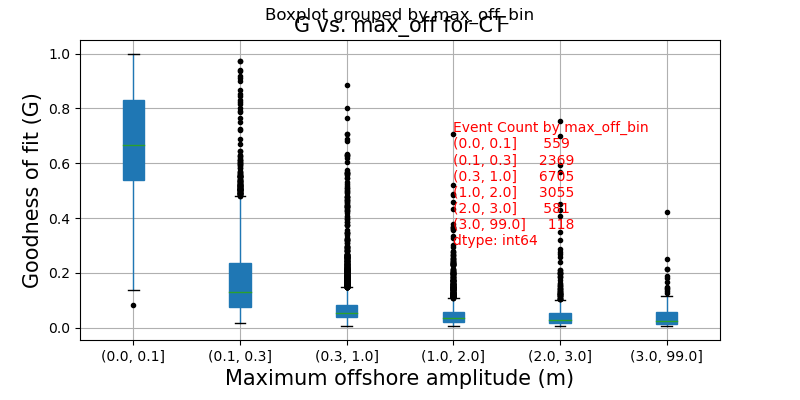 Boxplot grouped by max_off_bin
G vs. max_off for CT
Goodness of fit (G)
1.0
0.8
0.6
0.4
0.2
0.0
Event Count by max_off_bin
(0.0, 0.1] 559
(0.1, 0.3] 2369
(0.3, 1.0] 6705
(1.0, 2.0] 3055
(2.0, 3.0] 581
(3.0, 99.0] 118
dtype: int64
(0.0, 0.1] (0.1, 0.3] (0.3, 1.0] (1.0, 2.0] (2.0, 3.0] (3.0, 99.0]
Maximum offshore amplitude (m)